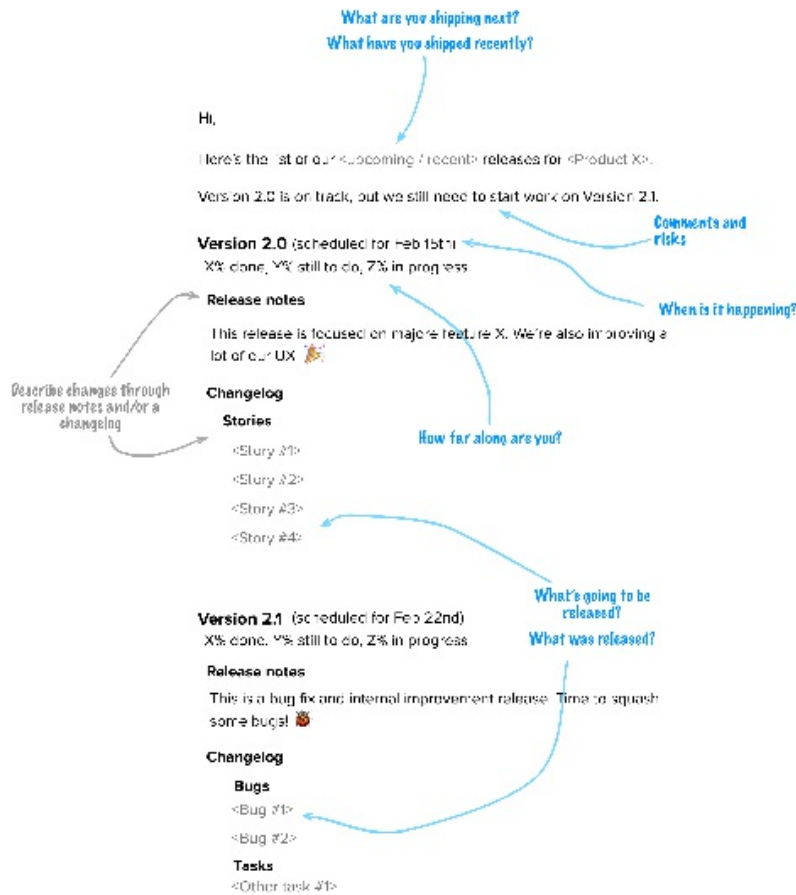 What are you shipping next?
What have you shipped recently?
Hi,
Here's the list of our <upcoming / recent> releases for <Product X>.
Version 2.0 is on track, but we still need to start work on Version 2.1.
Comments and
risks
Version 2.0 (scheduled for Feb 15th)
X% done, Y% still to do, Z% in progress
When is it happening?
Release notes
This release is focused on majore feature X. We're also improving a
lot of our UX 🎉
Describe changes through
release notes and/or a
changelog
Changelog
Stories
How far along are you?
<Story #1>
<Story #2>
<Story #3>
<Story #4>
What's going to be
released?
What was released?
Version 2.1 (scheduled for Feb 22nd)
X% done, Y% still to do, Z% in progress
Release notes
This is a bug fix and internal improvement release. Time to squash
some bugs! 🐞
Changelog
Bugs
<Bug #1>
<Bug #2>
Tasks
<Other task #1>